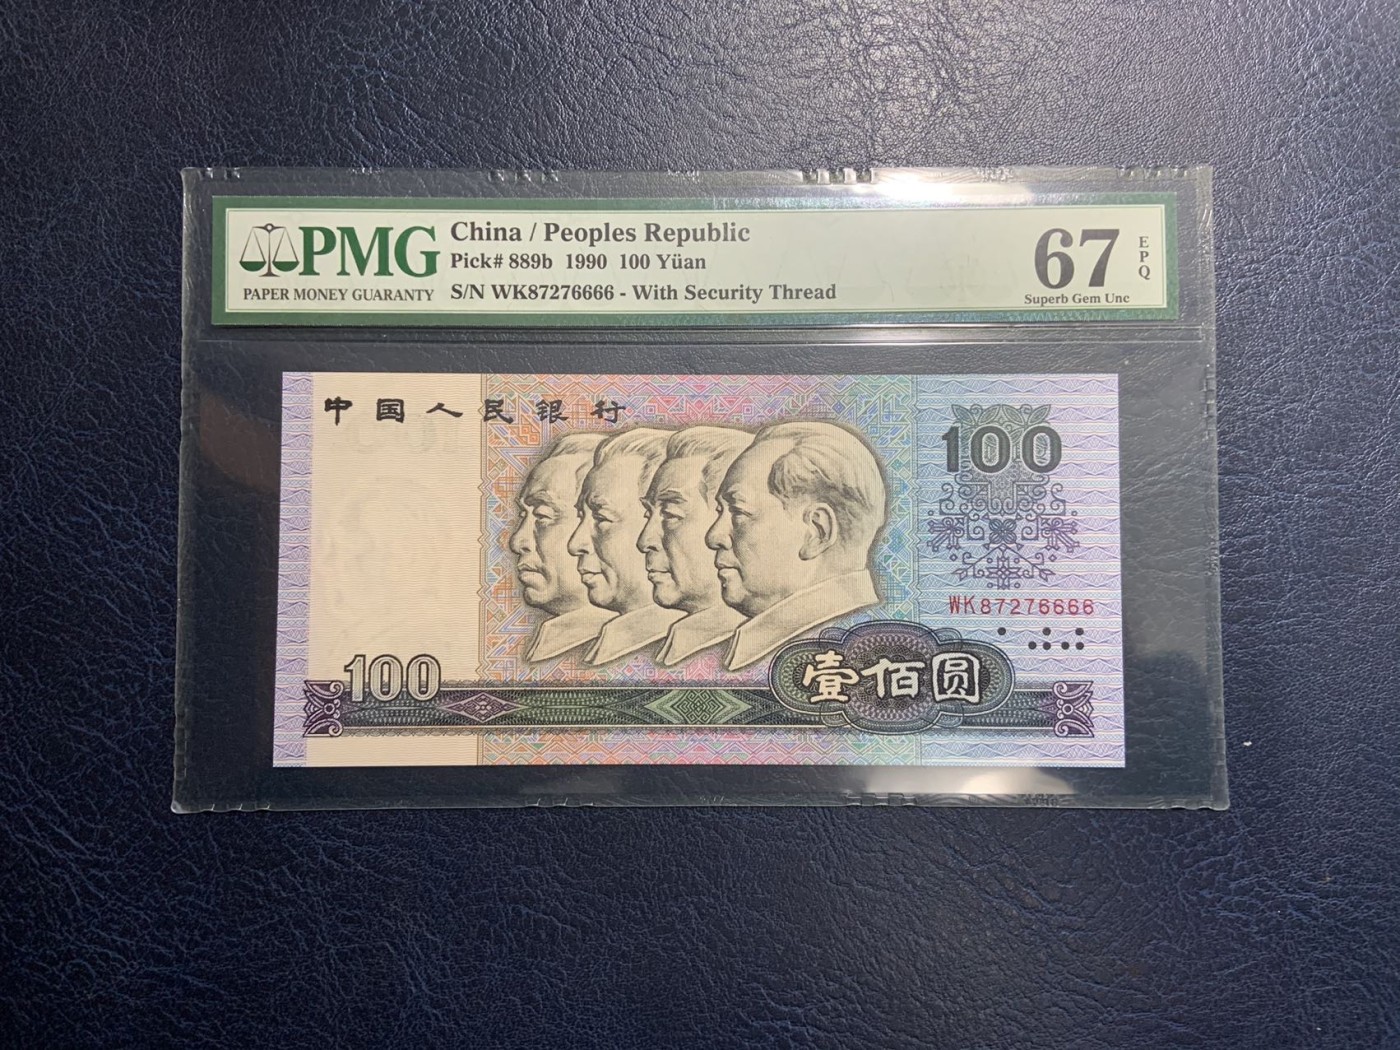 PMG
PAPER MONEY GUARANTY
China / Peoples Republic
Pick# 889b 1990 100 Yüan
S/N WK87276666 - With Security Thread
67
EPQ
Superb Gem Unc
中国人民银行
100
WK87276666
100
壹佰圆